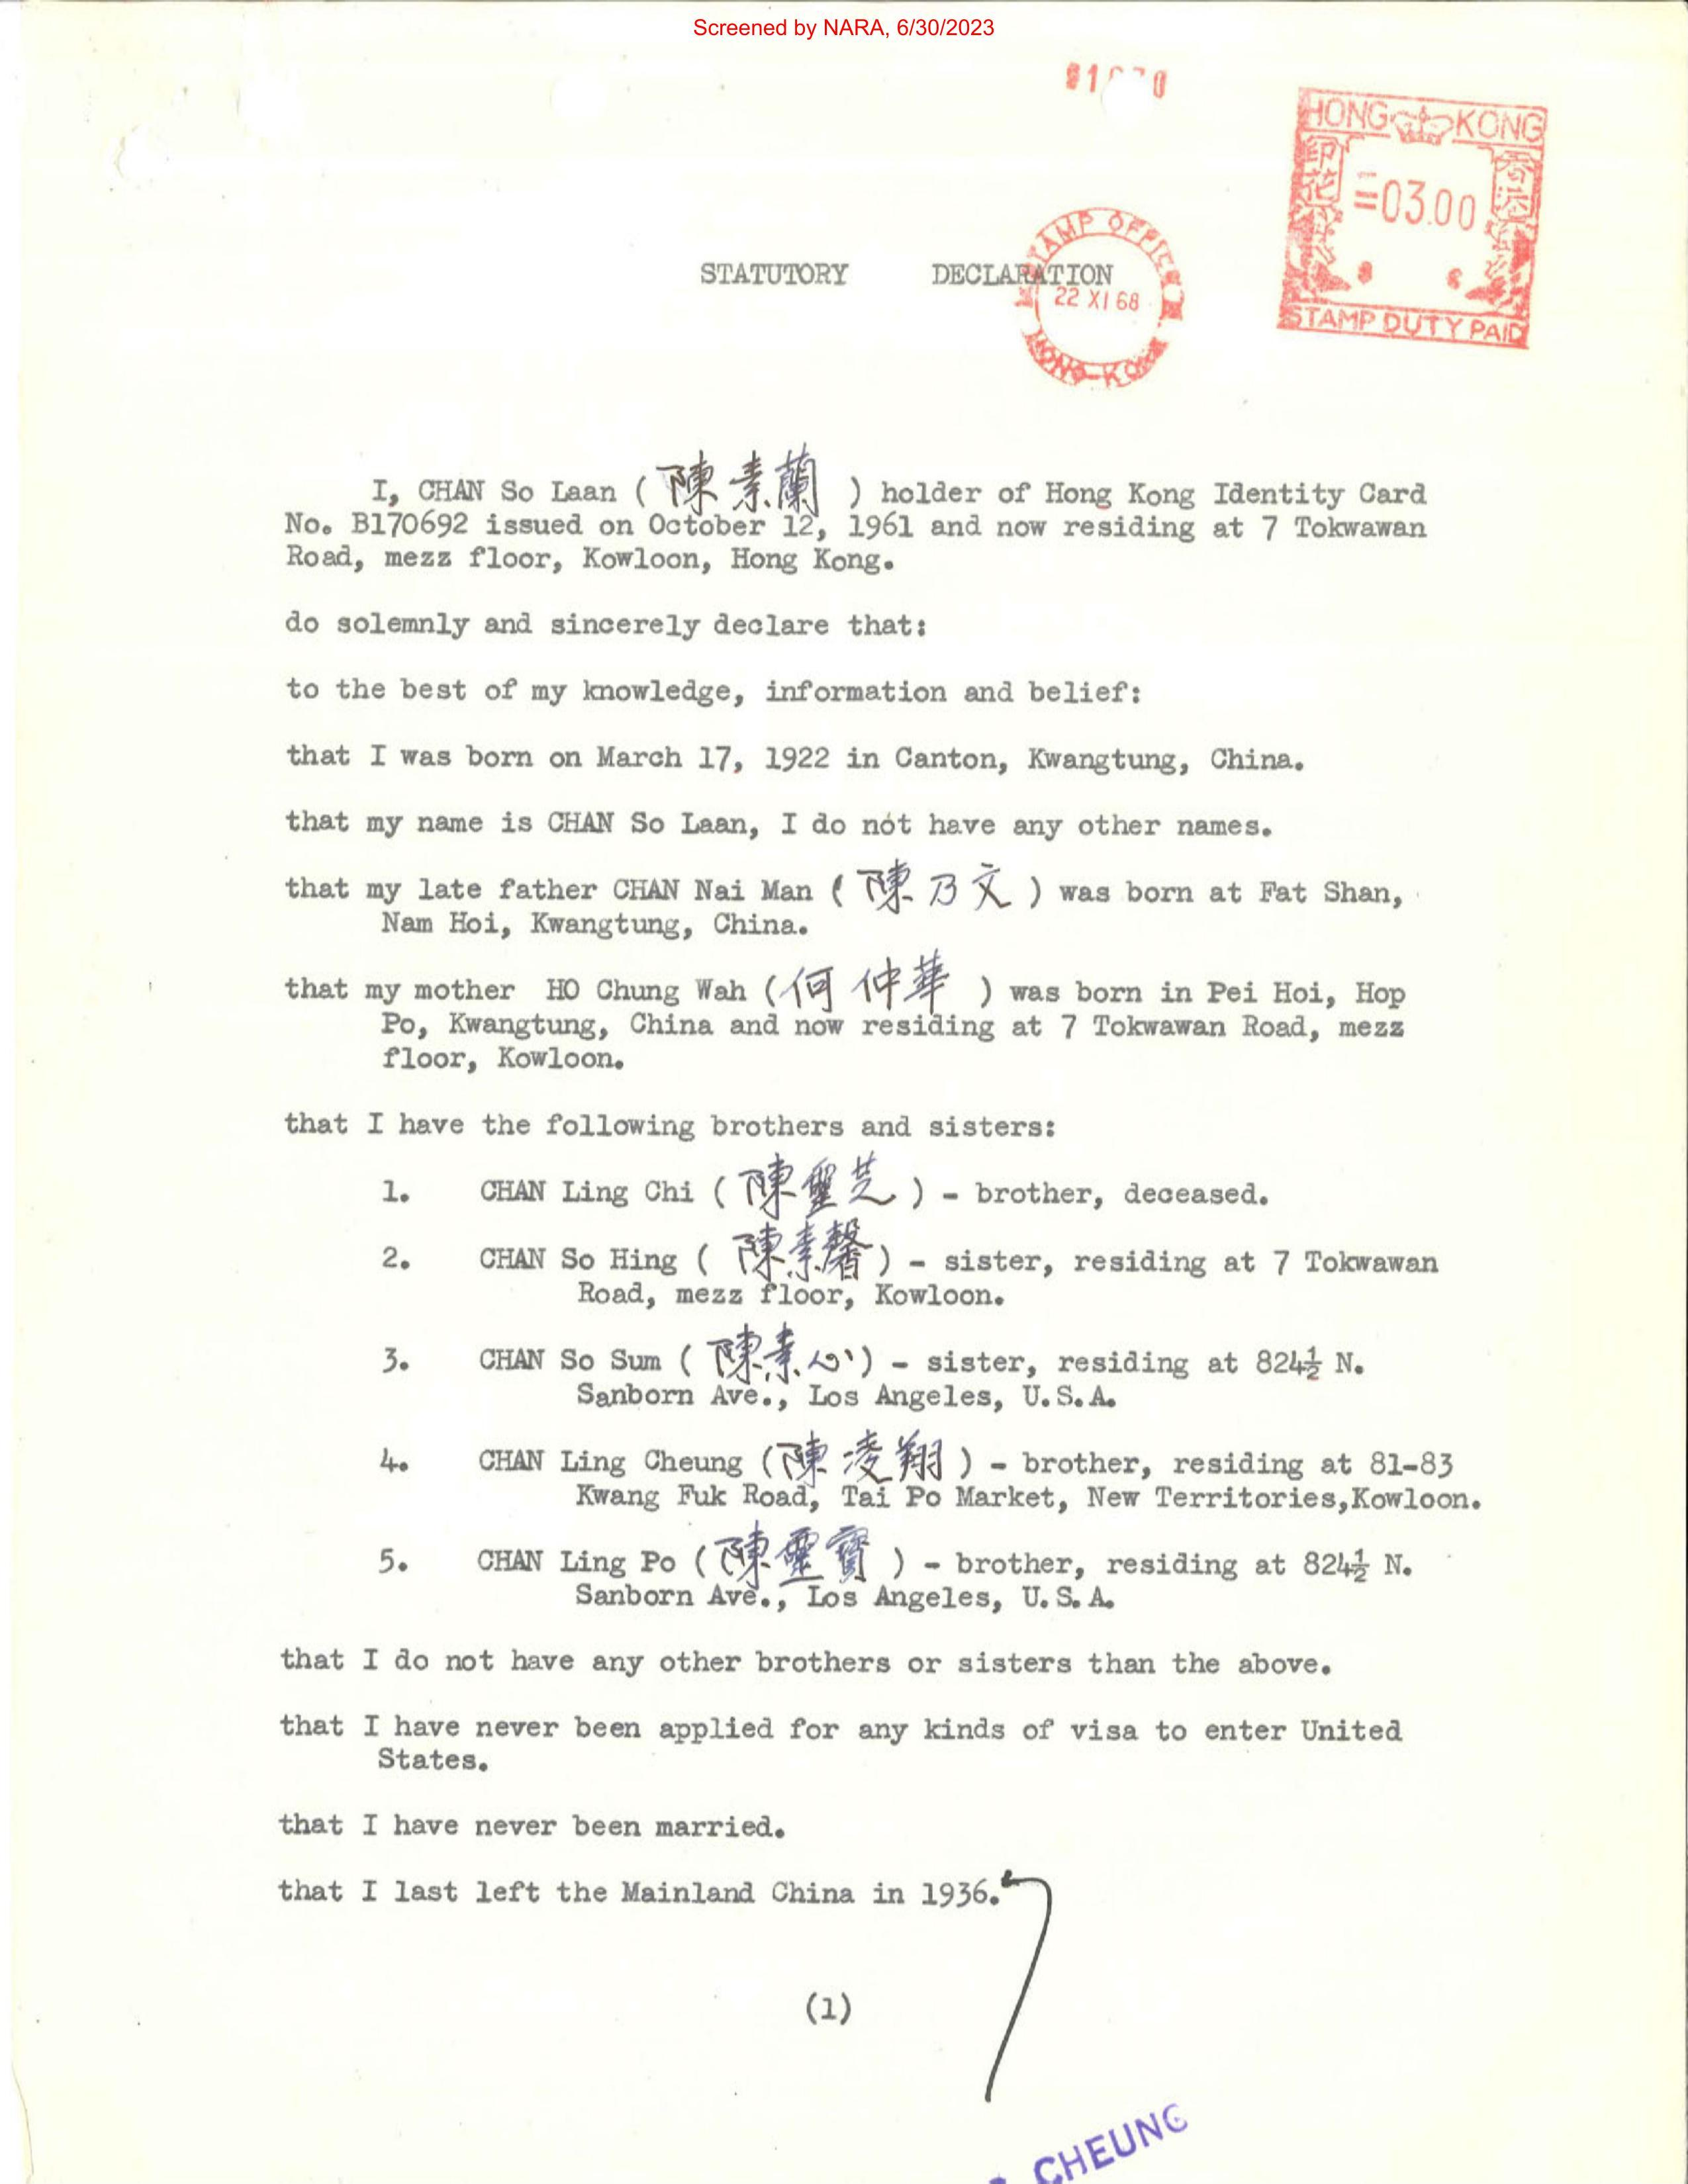 Screened by NARA, 6/30/2023
HONG KONG
印花 香港
=03.00
STAMP DUTY PAID
STAMP OFFICE
22 XI 68
HONG-KONG
STATUTORY DECLARATION
I, CHAN So Laan (陳素蘭) holder of Hong Kong Identity Card
No. B170692 issued on October 12, 1961 and now residing at 7 Tokwawan
Road, mezz floor, Kowloon, Hong Kong.
do solemnly and sincerely declare that:
to the best of my knowledge, information and belief:
that I was born on March 17, 1922 in Canton, Kwangtung, China.
that my name is CHAN So Laan, I do not have any other names.
that my late father CHAN Nai Man (陳乃文) was born at Fat Shan,
Nam Hoi, Kwangtung, China.
that my mother HO Chung Wah (何仲華) was born in Pei Hoi, Hop
Po, Kwangtung, China and now residing at 7 Tokwawan Road, mezz
floor, Kowloon.
that I have the following brothers and sisters:
1. CHAN Ling Chi (陳靈芝) - brother, deceased.
2. CHAN So Hing (陳素馨) - sister, residing at 7 Tokwawan
Road, mezz floor, Kowloon.
3. CHAN So Sum (陳素心) - sister, residing at 824½ N.
Sanborn Ave., Los Angeles, U.S.A.
4. CHAN Ling Cheung (陳凌翔) - brother, residing at 81-83
Kwang Fuk Road, Tai Po Market, New Territories,Kowloon.
5. CHAN Ling Po (陳靈寶) - brother, residing at 824½ N.
Sanborn Ave., Los Angeles, U.S.A.
that I do not have any other brothers or sisters than the above.
that I have never been applied for any kinds of visa to enter United
States.
that I have never been married.
that I last left the Mainland China in 1936.
(1)
CHEUNG